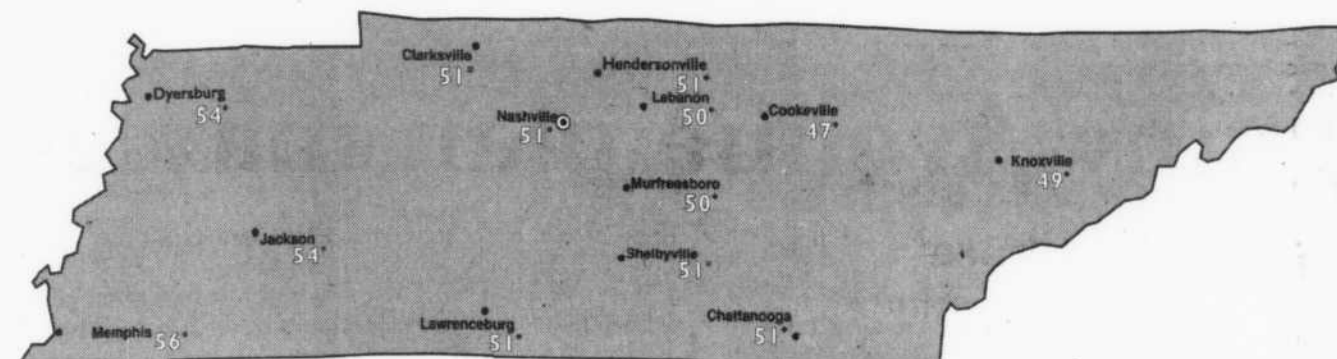 Clarksville
51°
Hendersonville
51°
Dyersburg
54°
Lebanon
50°
Cookeville
47°
Nashville
51°
Knoxville
49°
Murfreesboro
50°
Jackson
54°
Shelbyville
51°
Memphis
56°
Lawrenceburg
51°
Chattanooga
51°